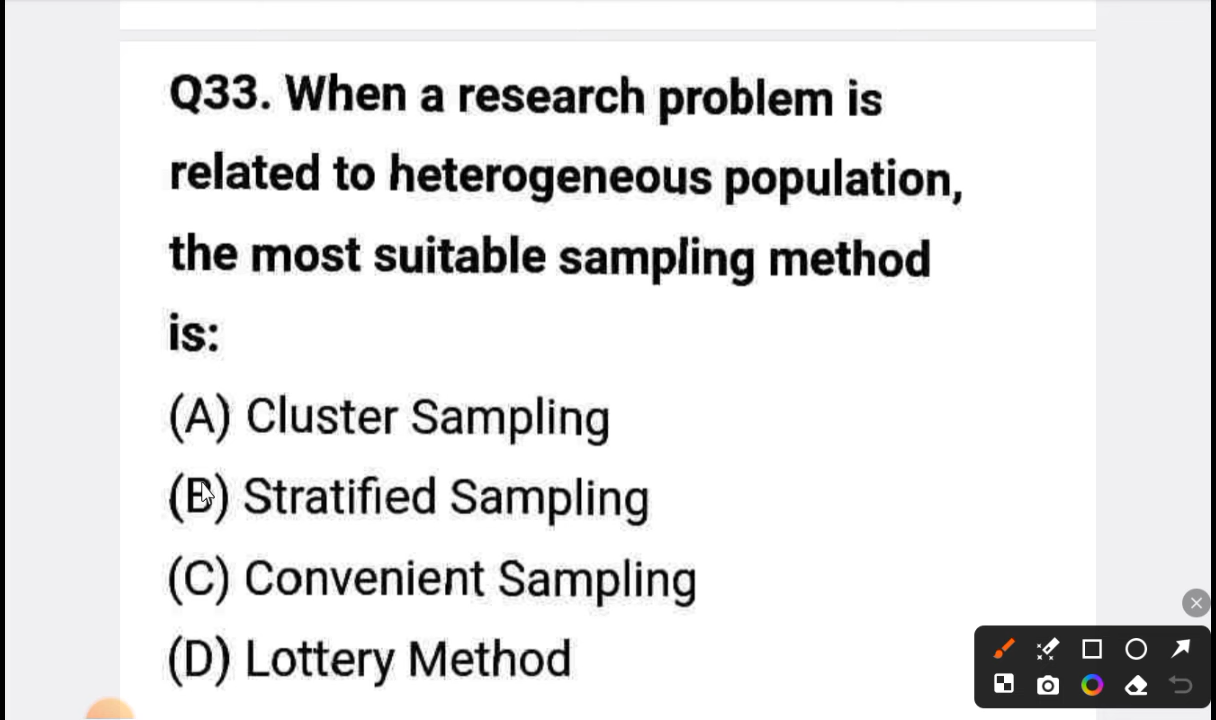 Q33. When a research problem is
related to heterogeneous population,
the most suitable sampling method
is:
(A) Cluster Sampling
(B) Stratified Sampling
(C) Convenient Sampling
(D) Lottery Method